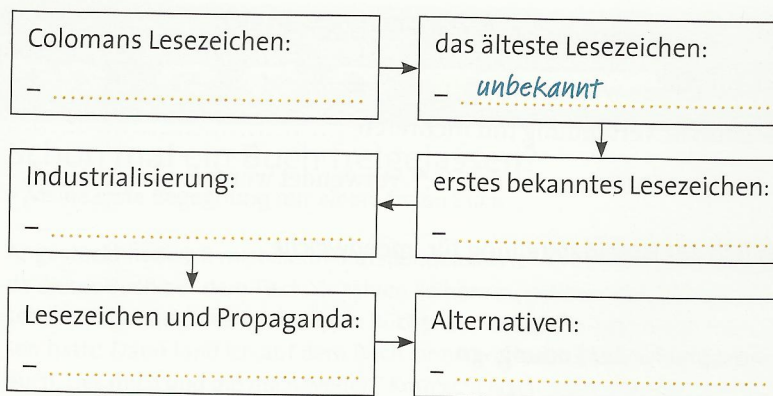 Colomans Lesezeichen:
–
das älteste Lesezeichen:
– unbekannt
erstes bekanntes Lesezeichen:
–
Industrialisierung:
–
Lesezeichen und Propaganda:
–
Alternativen:
–